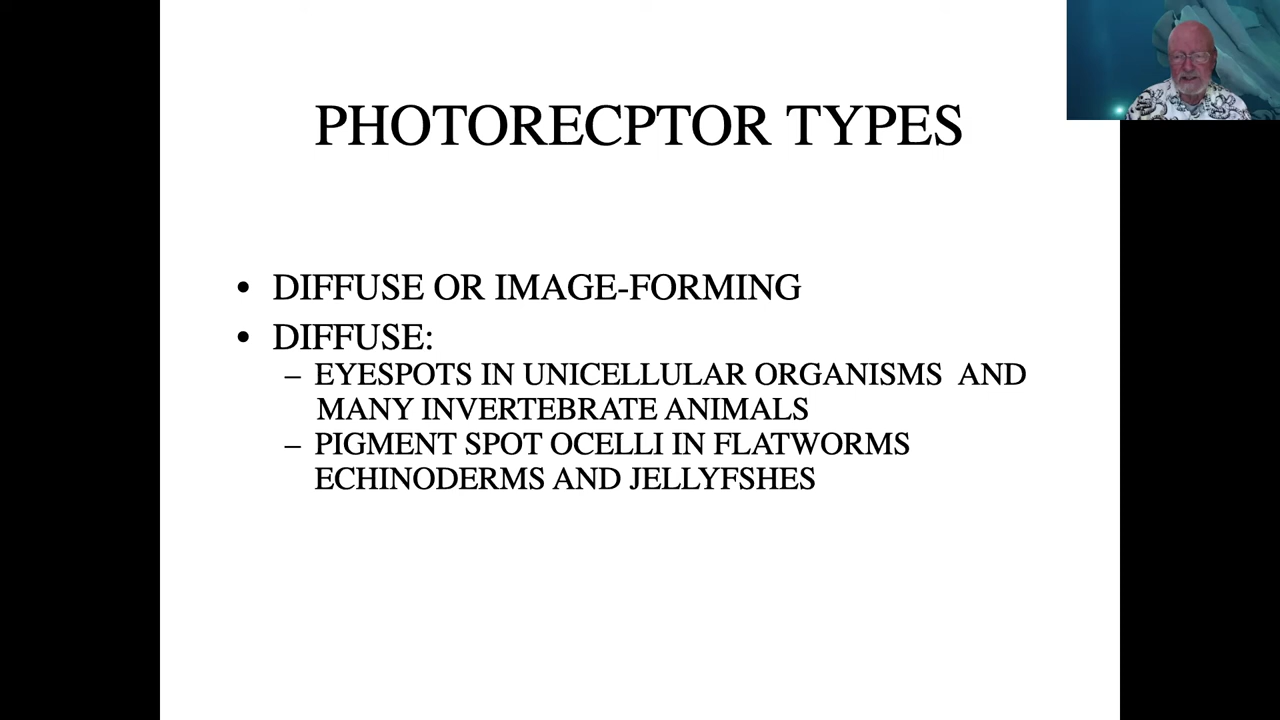 PHOTORECPTOR TYPES
• DIFFUSE OR IMAGE-FORMING
• DIFFUSE:
– EYESPOTS IN UNICELLULAR ORGANISMS AND
MANY INVERTEBRATE ANIMALS
– PIGMENT SPOT OCELLI IN FLATWORMS
ECHINODERMS AND JELLYFSHES